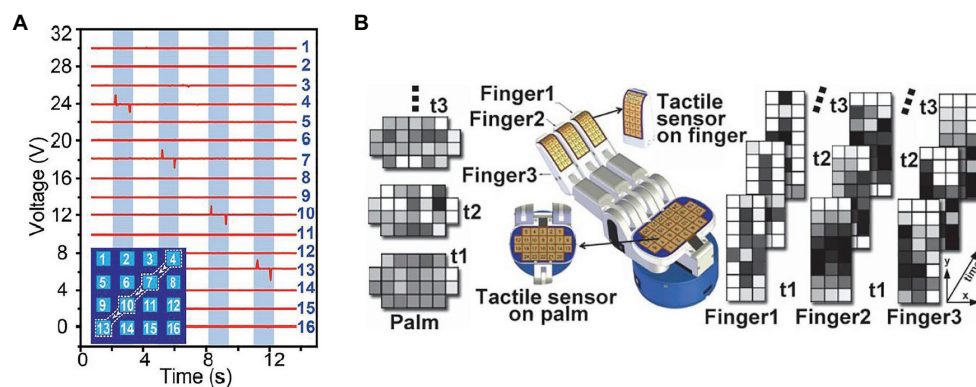 A
32
28
24
20
16
12
8
4
0
Voltage (V)
1
2
3
4
5
6
7
8
9
10
11
12
13
14
15
16
1 2 3 4
5 6 7 8
9 10 11 12
13 14 15 16
0 4 8 12
Time (s)
B
t3
t2
t1
Palm
Finger1
Finger2
Finger3
Tactile
sensor
on finger
Tactile sensor
on palm
t3
t2
t1
Finger1
t3
t2
t1
Finger2
Finger3
y
x
time